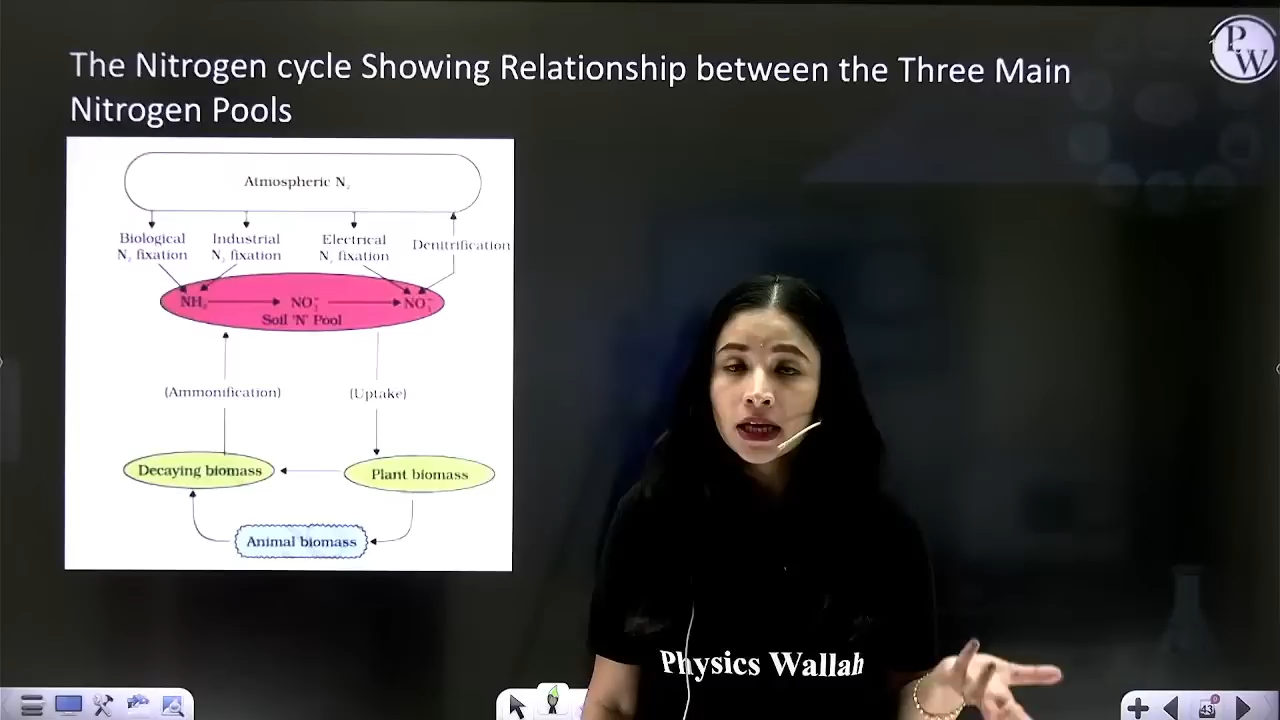 The Nitrogen cycle Showing Relationship between the Three Main
Nitrogen Pools
P
W
Atmospheric N₂
Biological
N₂ fixation
Industrial
N₂ fixation
Electrical
N₂ fixation
Denitrification
NH₃
NO₂⁻
NO₃⁻
Soil 'N' Pool
(Ammonification)
(Uptake)
Decaying biomass
Plant biomass
Animal biomass
Physics Wallah
43